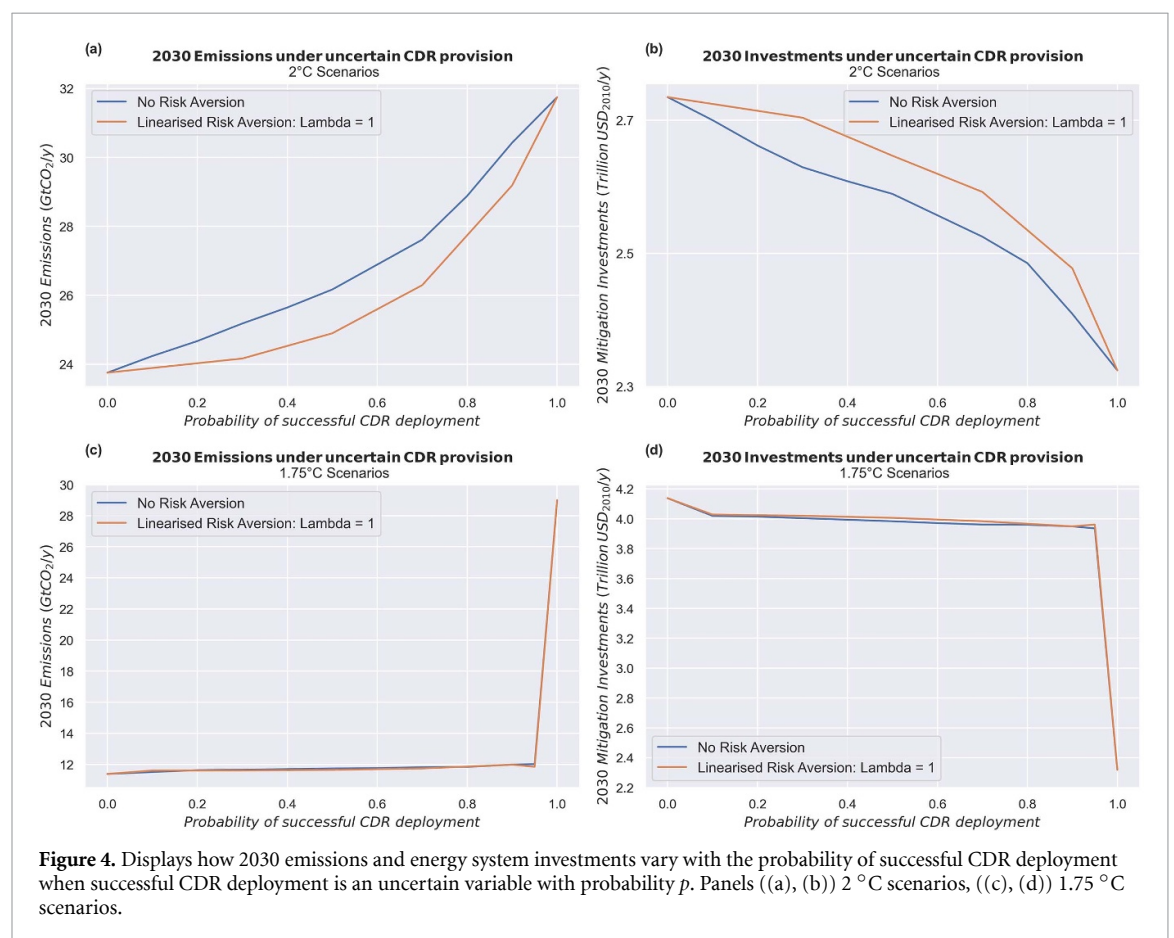 (a)
2030 Emissions under uncertain CDR provision
2°C Scenarios
No Risk Aversion
Linearised Risk Aversion: Lambda = 1
32
30
28
26
24
2030 Emissions (GtCO2/y)
0.0 0.2 0.4 0.6 0.8 1.0
Probability of successful CDR deployment
(b)
2030 Investments under uncertain CDR provision
2°C Scenarios
No Risk Aversion
Linearised Risk Aversion: Lambda = 1
2.7
2.5
2.3
2030 Mitigation Investments (Trillion USD2010/y)
0.0 0.2 0.4 0.6 0.8 1.0
Probability of successful CDR deployment
(c)
2030 Emissions under uncertain CDR provision
1.75°C Scenarios
No Risk Aversion
Linearised Risk Aversion: Lambda = 1
30
28
26
24
22
20
18
16
14
12
2030 Emissions (GtCO2/y)
0.0 0.2 0.4 0.6 0.8 1.0
Probability of successful CDR deployment
(d)
2030 Investments under uncertain CDR provision
1.75°C Scenarios
4.2
4.0
3.8
3.6
3.4
3.2
3.0
2.8
2.6
2.4
2.2
2030 Mitigation Investments (Trillion USD2010/y)
No Risk Aversion
Linearised Risk Aversion: Lambda = 1
0.0 0.2 0.4 0.6 0.8 1.0
Probability of successful CDR deployment
Figure 4. Displays how 2030 emissions and energy system investments vary with the probability of successful CDR deployment
when successful CDR deployment is an uncertain variable with probability p. Panels ((a), (b)) 2 °C scenarios, ((c), (d)) 1.75 °C
scenarios.